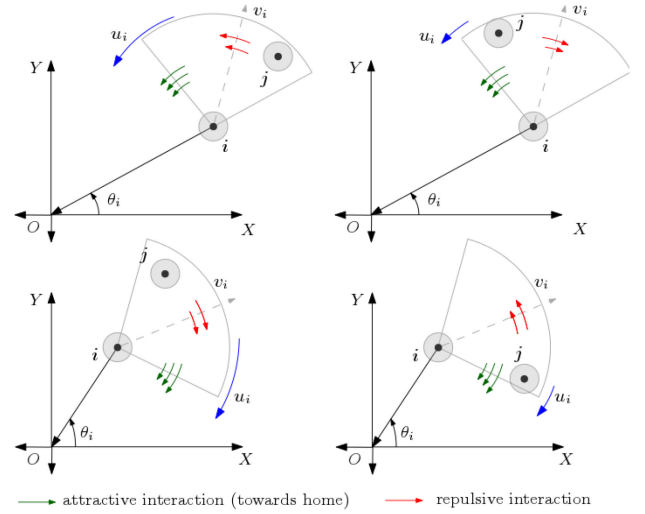 u_i
v_i
j
Y
i
θ_i
O
X
u_i
v_i
j
Y
i
θ_i
O
X
j
v_i
Y
i
u_i
θ_i
O
X
v_i
Y
i
j
u_i
θ_i
O
X
attractive interaction (towards home)
repulsive interaction